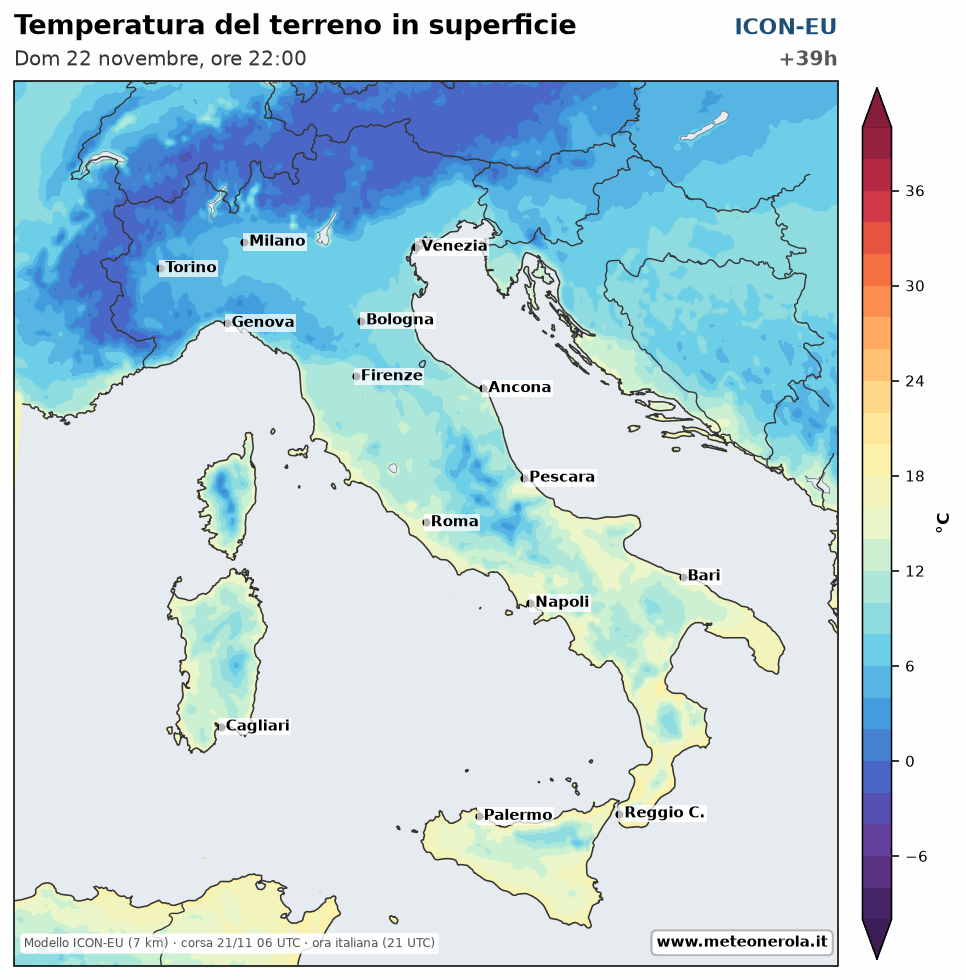 Temperatura del terreno in superficie
ICON-EU
Dom 22 novembre, ore 22:00
+39h
Milano
Venezia
Torino
Genova
Bologna
Firenze
Ancona
Pescara
Roma
Bari
Napoli
Cagliari
Palermo
Reggio C.
36
30
24
18
12
6
0
−6
°C
Modello ICON-EU (7 km) · corsa 21/11 06 UTC · ora italiana (21 UTC)
www.meteonerola.it